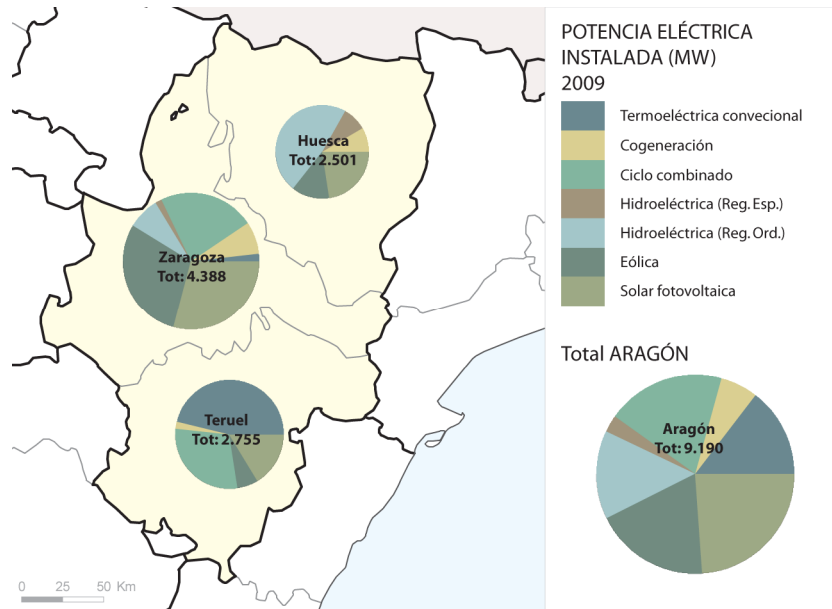 POTENCIA ELÉCTRICA
INSTALADA (MW)
2009
Termoeléctrica convecional
Cogeneración
Ciclo combinado
Hidroeléctrica (Reg. Esp.)
Hidroeléctrica (Reg. Ord.)
Eólica
Solar fotovoltaica
Huesca
Tot: 2.501
Zaragoza
Tot: 4.388
Teruel
Tot: 2.755
Total ARAGÓN
Aragón
Tot: 9.190
0 25 50 Km